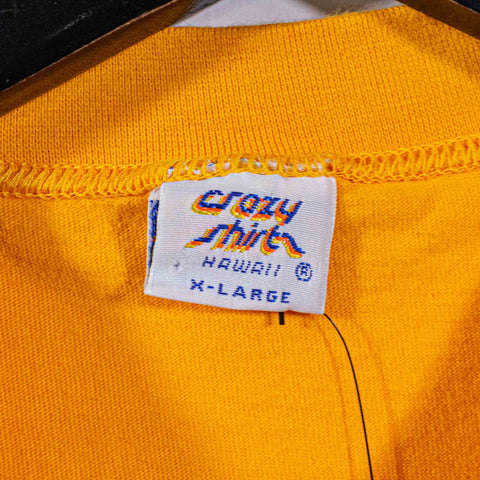 crazy
shirts
HAWAII ®
X-LARGE